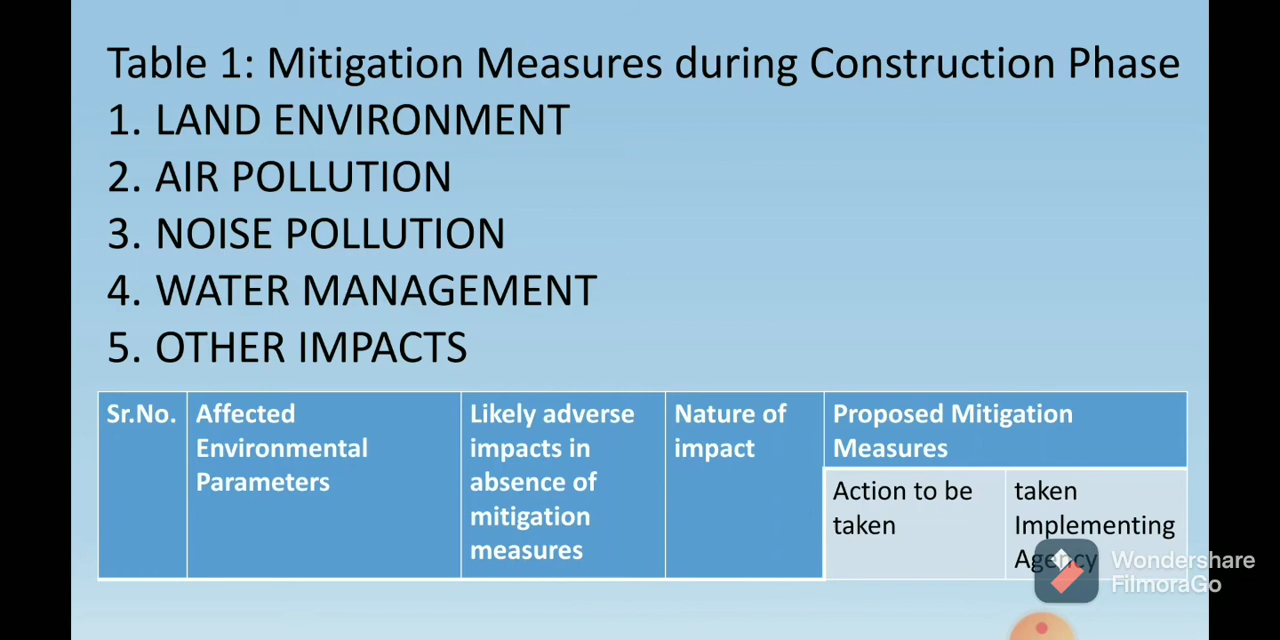 Table 1: Mitigation Measures during Construction Phase
1. LAND ENVIRONMENT
2. AIR POLLUTION
3. NOISE POLLUTION
4. WATER MANAGEMENT
5. OTHER IMPACTS
Sr.No.
Affected
Environmental
Parameters
Likely adverse
impacts in
absence of
mitigation
measures
Nature of
impact
Proposed Mitigation
Measures
Action to be
taken
taken
Implementing
Agency
Wondershare
FilmoraGo